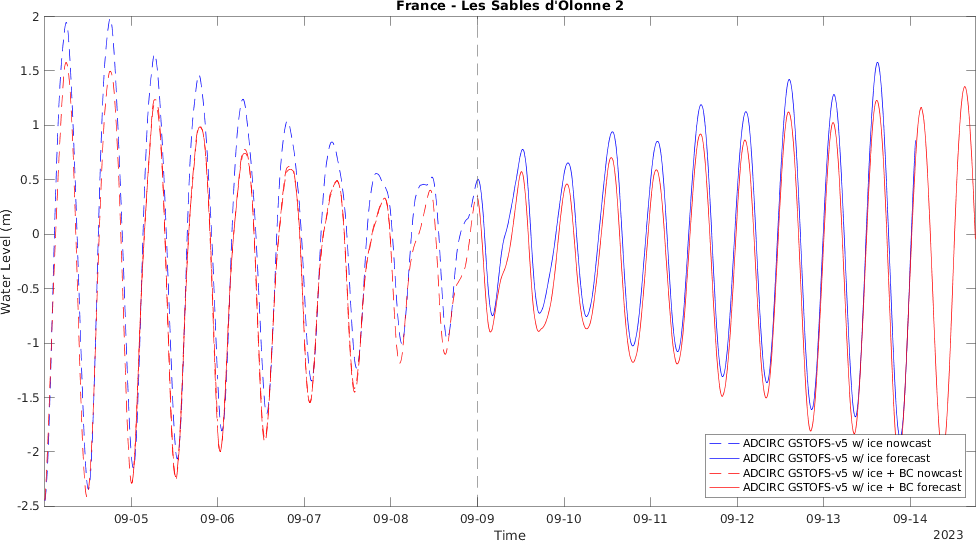 France - Les Sables d'Olonne 2
2
1.5
1
0.5
0
-0.5
-1
-1.5
-2
-2.5
Water Level (m)
09-05 09-06 09-07 09-08 09-09 09-10 09-11 09-12 09-13 09-14
Time
2023
ADCIRC GSTOFS-v5 w/ ice nowcast
ADCIRC GSTOFS-v5 w/ ice forecast
ADCIRC GSTOFS-v5 w/ ice + BC nowcast
ADCIRC GSTOFS-v5 w/ ice + BC forecast